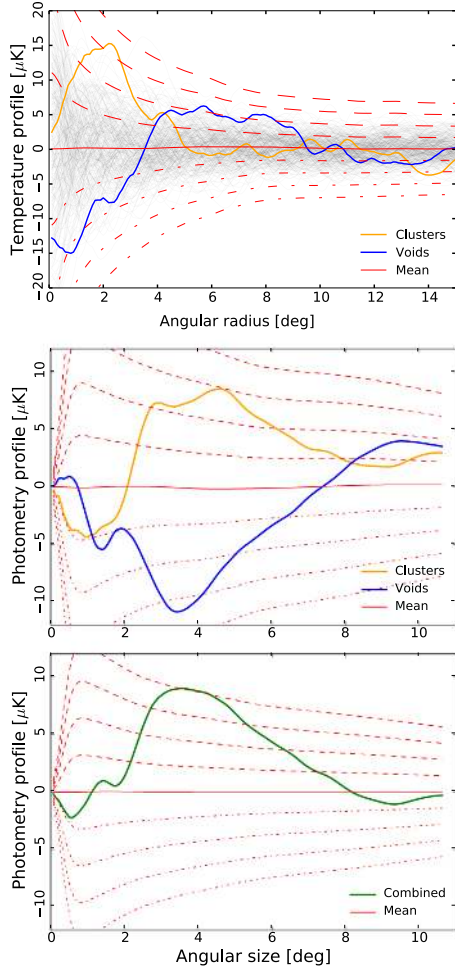 Temperature profile [μK]
20
15
10
5
0
−5
−10
−15
−20
Clusters
Voids
Mean
0 2 4 6 8 10 12 14
Angular radius [deg]
Photometry profile [μK]
10
5
0
−5
−10
Clusters
Voids
Mean
0 2 4 6 8 10
Photometry profile [μK]
10
5
0
−5
−10
Combined
Mean
0 2 4 6 8 10
Angular size [deg]